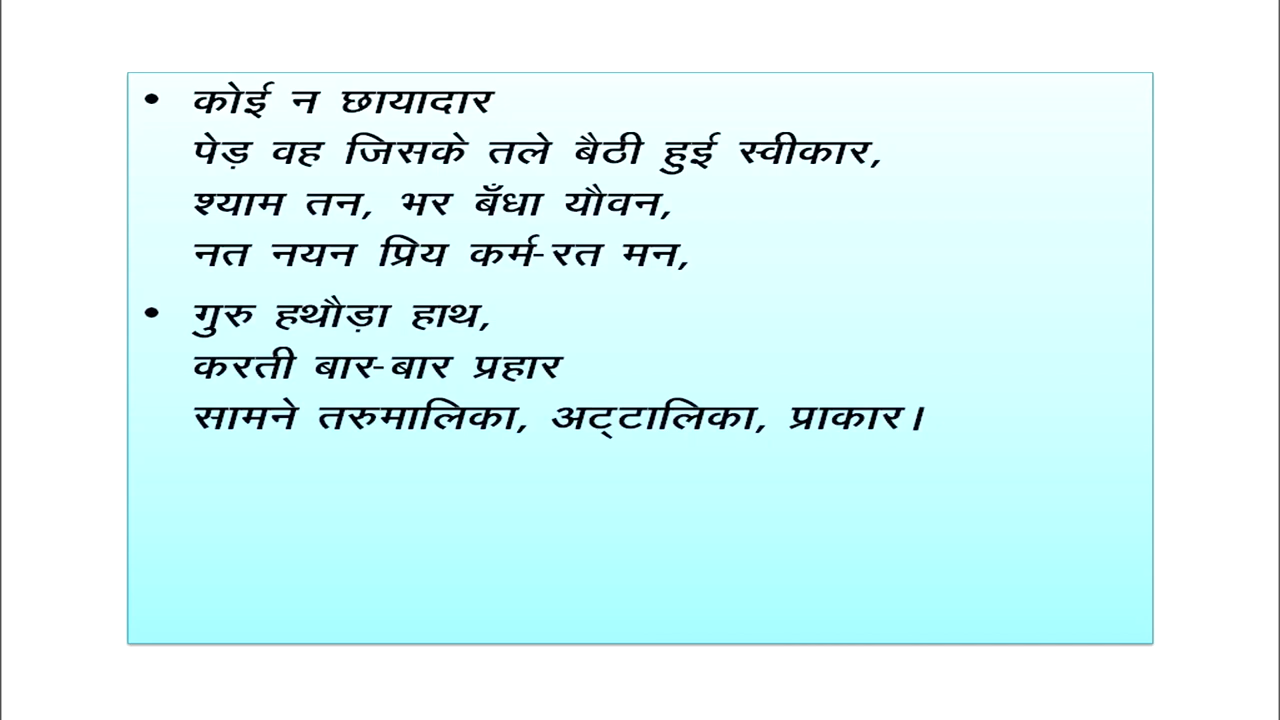 • कोई न छायादार
पेड़ वह जिसके तले बैठी हुई स्वीकार,
श्याम तन, भर बँधा यौवन,
नत नयन प्रिय कर्म-रत मन,
• गुरु हथौड़ा हाथ,
करती बार-बार प्रहार
सामने तरुमालिका, अट्टालिका, प्राकार।